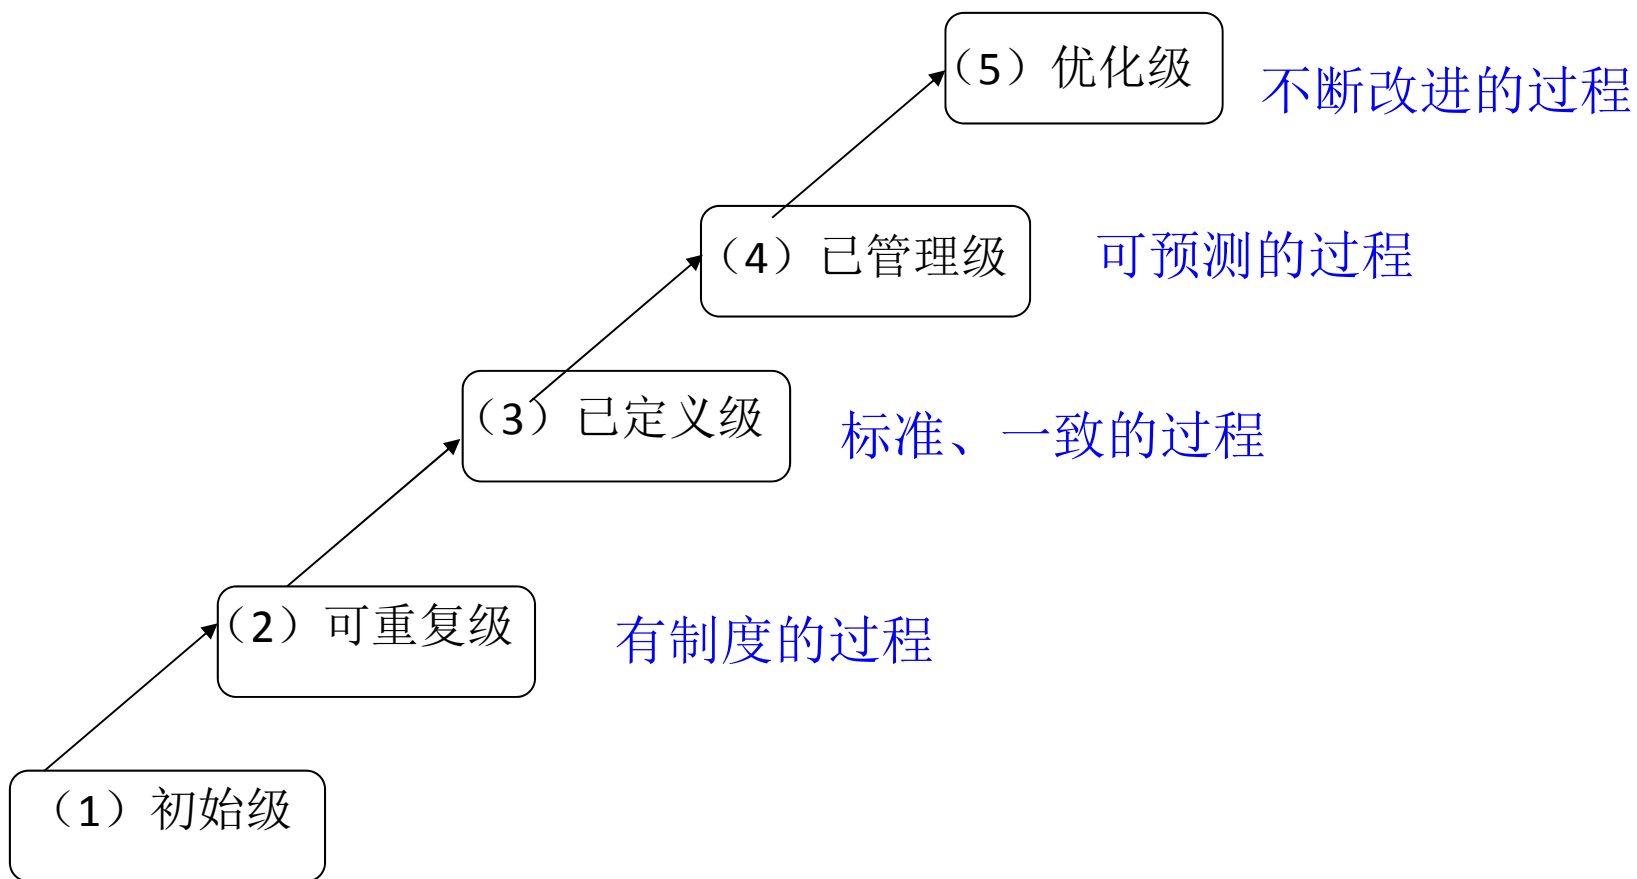 （5）优化级
不断改进的过程
（4）已管理级
可预测的过程
（3）已定义级
标准、一致的过程
（2）可重复级
有制度的过程
（1）初始级